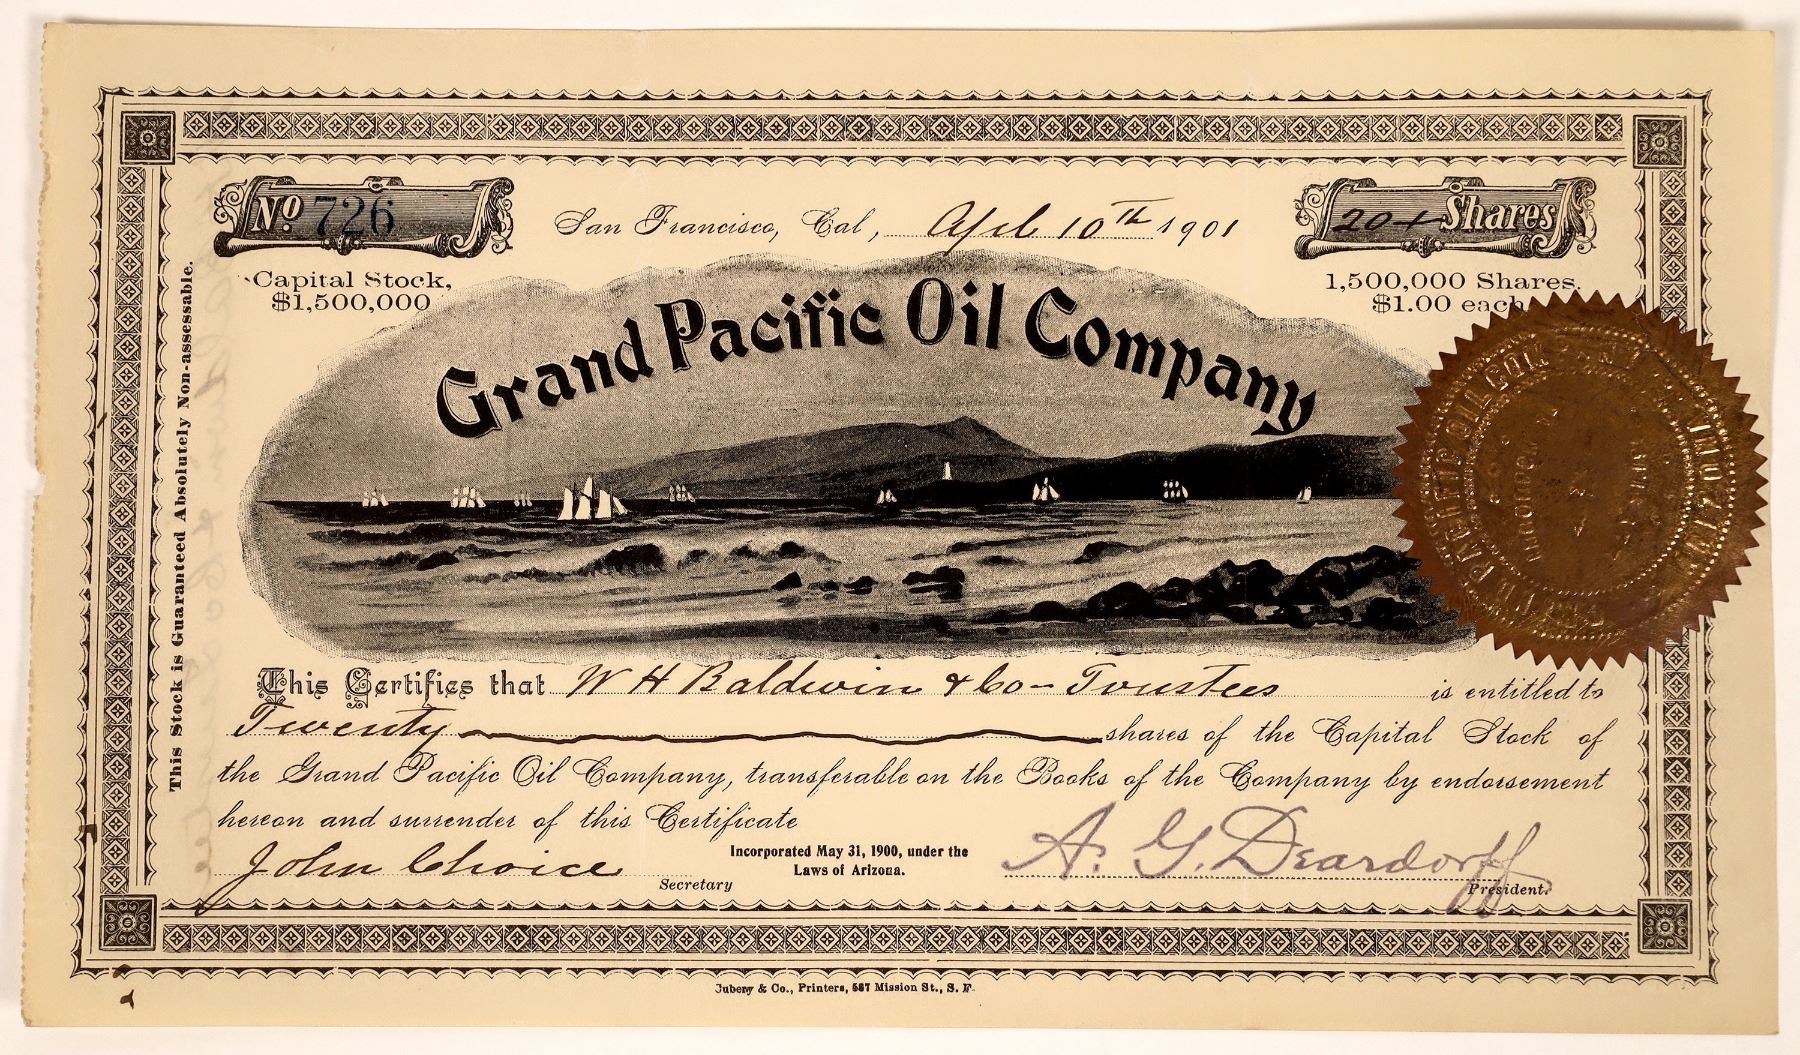 No 726
San Francisco, Cal, April 10th 1901
20 Shares
Capital Stock,
$1,500,000
1,500,000 Shares.
$1.00 each
Grand Pacific Oil Company
This Stock is Guaranteed Absolutely Non-assessable.
This Certifies that W H Baldwin & Co - Trustees is entitled to
Twenty shares of the Capital Stock of
the Grand Pacific Oil Company, transferable on the Books of the Company by endorsement
hereon and surrender of this Certificate
John Choice Secretary
Incorporated May 31, 1900, under the
Laws of Arizona.
A. G. Deardorff President.
Printers, 587 Mission St., S. F.